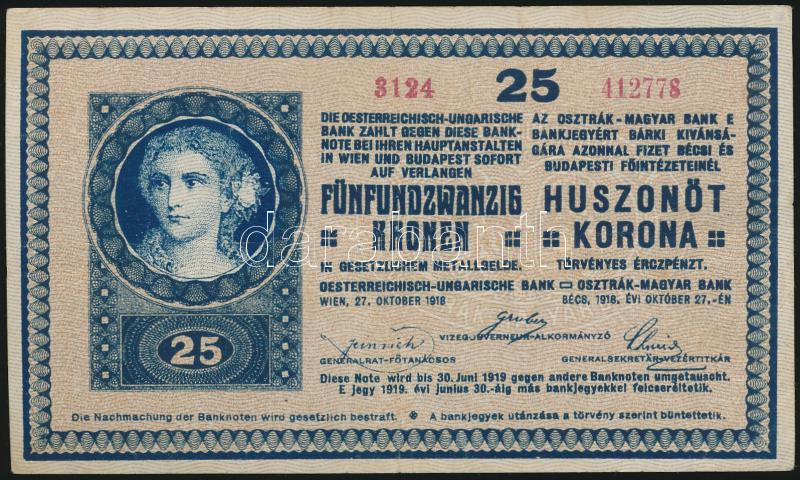 3124 25 412778
DIE OESTERREICHISCH-UNGARISCHE
BANK ZAHLT GEGEN DIESE BANK-
NOTE BEI IHREN HAUPTANSTALTEN
IN WIEN UND BUDAPEST SOFORT
AUF VERLANGEN
FÜNFUNDZWANZIG
KRONEN
IN GESETZLICHEM METALLGELDE.
AZ OSZTRÁK-MAGYAR BANK E
BANKJEGYÉRT BÁRKI KIVÁNSÁ-
GÁRA AZONNAL FIZET BÉCSI ÉS
BUDAPESTI FŐINTÉZETEINÉL
HUSZONÖT
KORONA
TÖRVÉNYES ÉRCZPÉNZT.
OESTERREICHISCH-UNGARISCHE BANK OSZTRÁK-MAGYAR BANK
WIEN, 27. OKTOBER 1918 BÉCS, 1918. ÉVI OKTÓBER 27.-ÉN
darabanth
Gruber
VIZEGOUVERNEUR-ALKORMÁNYZÓ
GENERALRAT-FŐTANÁCSOS GENERALSEKRETÄR-VEZÉRTITKÁR
25
Diese Note wird bis 30. Juni 1919 gegen andere Banknoten umgetauscht.
E jegy 1919. évi junius 30.-áig más bankjegyekkel felcseréltetik.
Die Nachmachung der Banknoten wird gesetzlich bestraft. A bankjegyek utánzása a törvény szerint büntettetik.